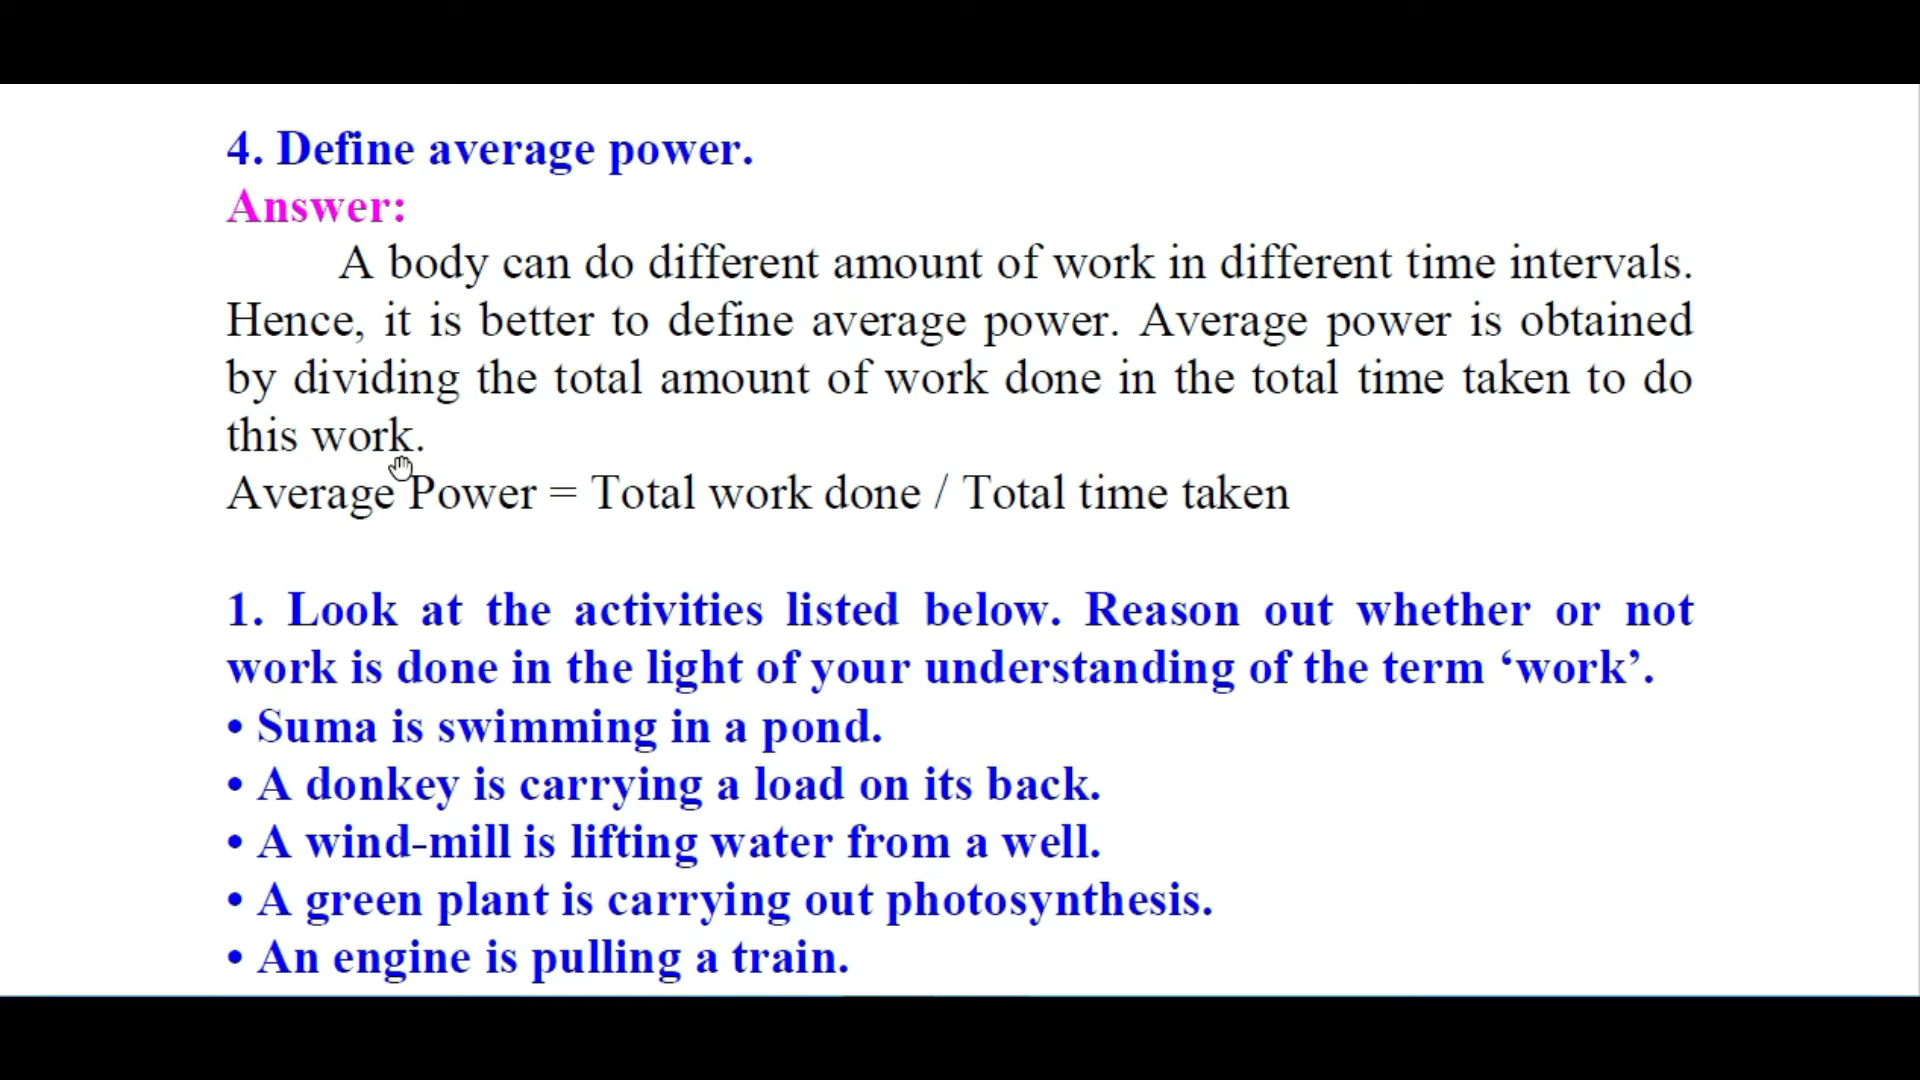 4. Define average power.
Answer:
A body can do different amount of work in different time intervals.
Hence, it is better to define average power. Average power is obtained
by dividing the total amount of work done in the total time taken to do
this work.
Average Power = Total work done / Total time taken
1. Look at the activities listed below. Reason out whether or not
work is done in the light of your understanding of the term ‘work’.
• Suma is swimming in a pond.
• A donkey is carrying a load on its back.
• A wind-mill is lifting water from a well.
• A green plant is carrying out photosynthesis.
• An engine is pulling a train.